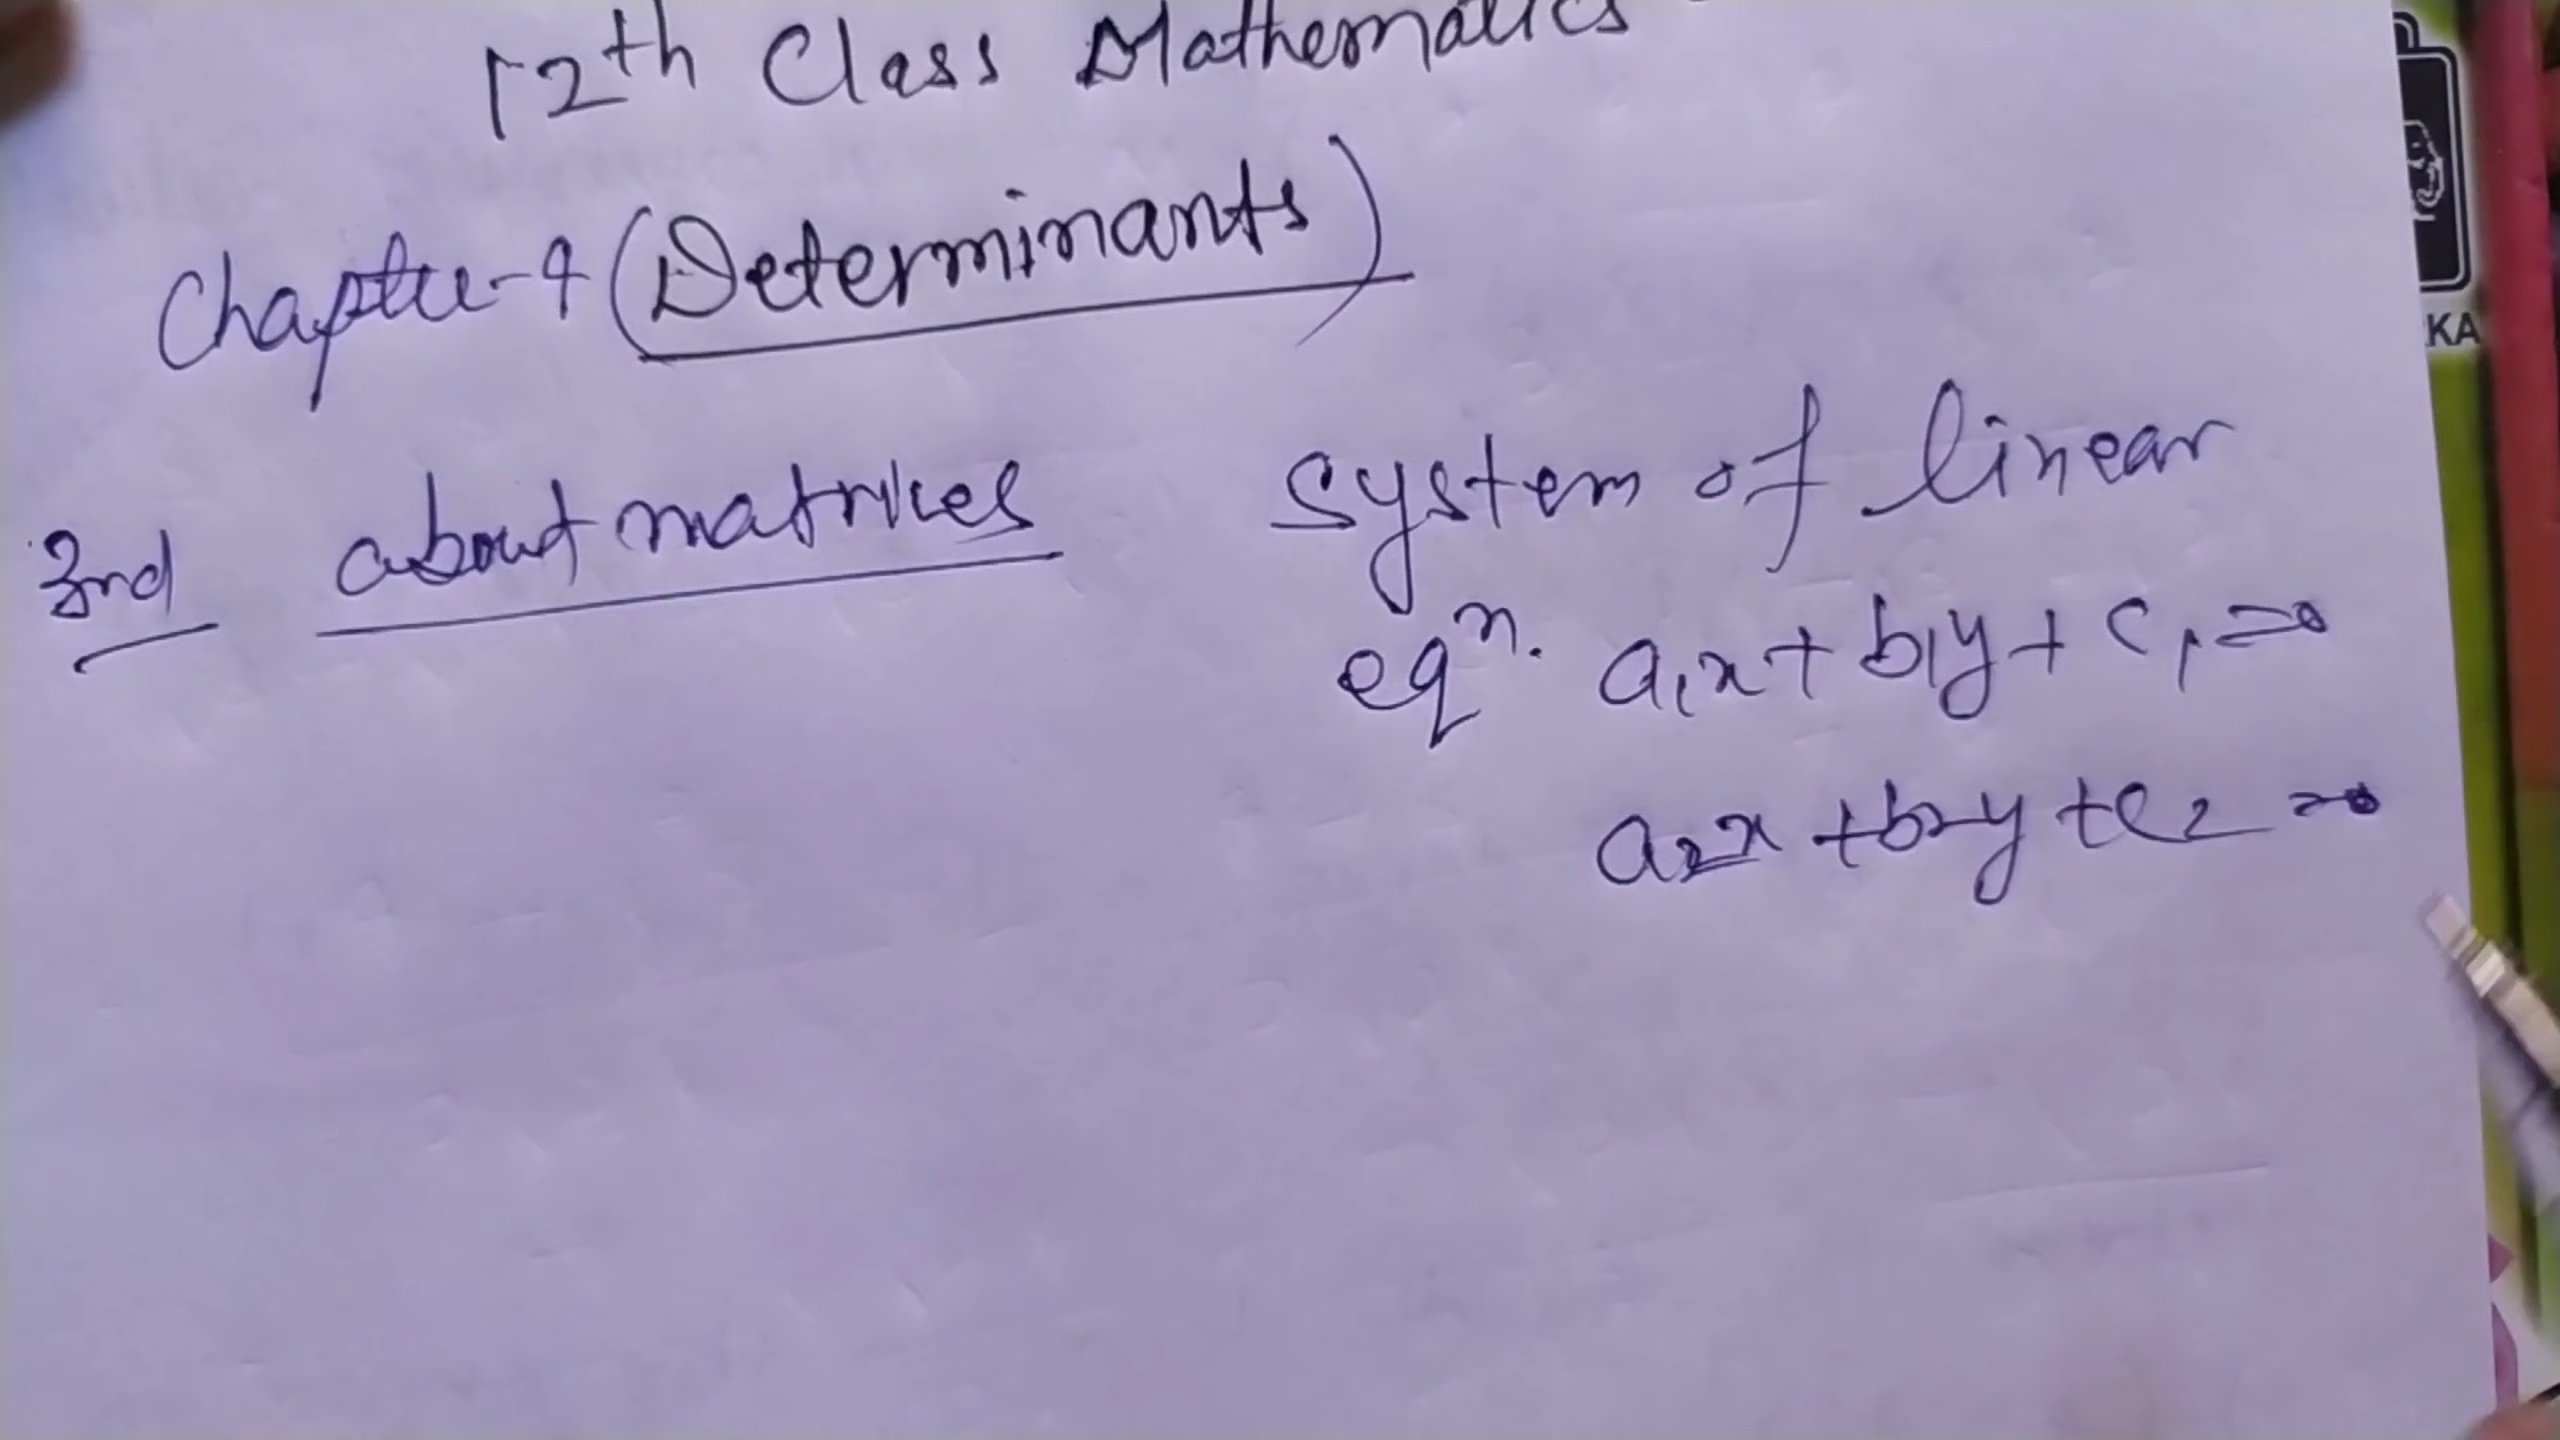 12th Class Mathematics
Chapter-4 (Determinants)
3rd about matrices
System of linear
eqn. a1x + b1y + c1 = 0
a2x + b2y + c2 = 0
KA